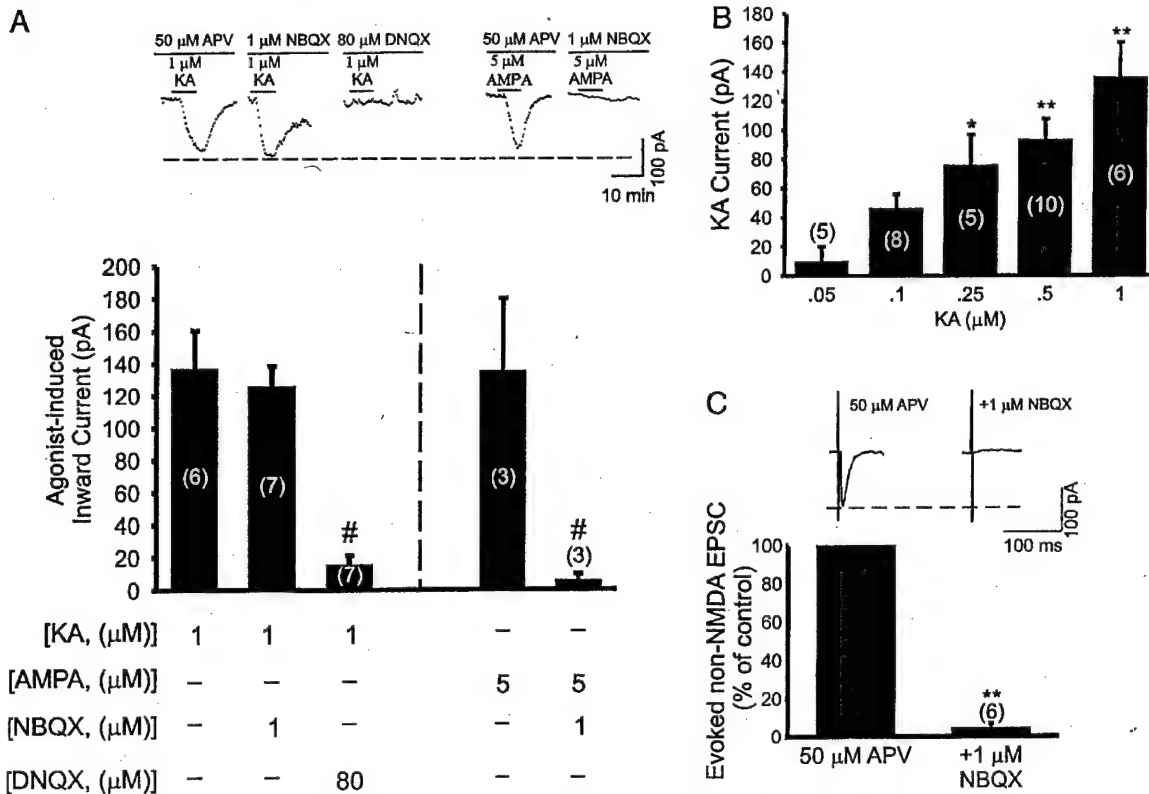 A
50 μM APV 1 μM NBQX 80 μM DNQX 50 μM APV 1 μM NBQX
1 μM 1 μM 1 μM 5 μM 5 μM
KA KA KA AMPA AMPA
100 pA
10 min
Agonist-induced
Inward Current (pA)
200
180
160
140
120
100
80
60
40
20
0
(6) (7) # (7) (3) # (3)
[KA, (μM)] 1 1 1 – –
[AMPA, (μM)] – – – 5 5
[NBQX, (μM)] – 1 – – 1
[DNQX, (μM)] – – 80 – –
B
KA Current (pA)
180
160
140
120
100
80
60
40
20
0
(5) (8) * (5) ** (10) ** (6)
.05 .1 .25 .5 1
KA (μM)
C
50 μM APV +1 μM NBQX
100 pA
100 ms
Evoked non-NMDA EPSC
(% of control)
100
80
60
40
20
0
**
(6)
50 μM APV +1 μM
NBQX